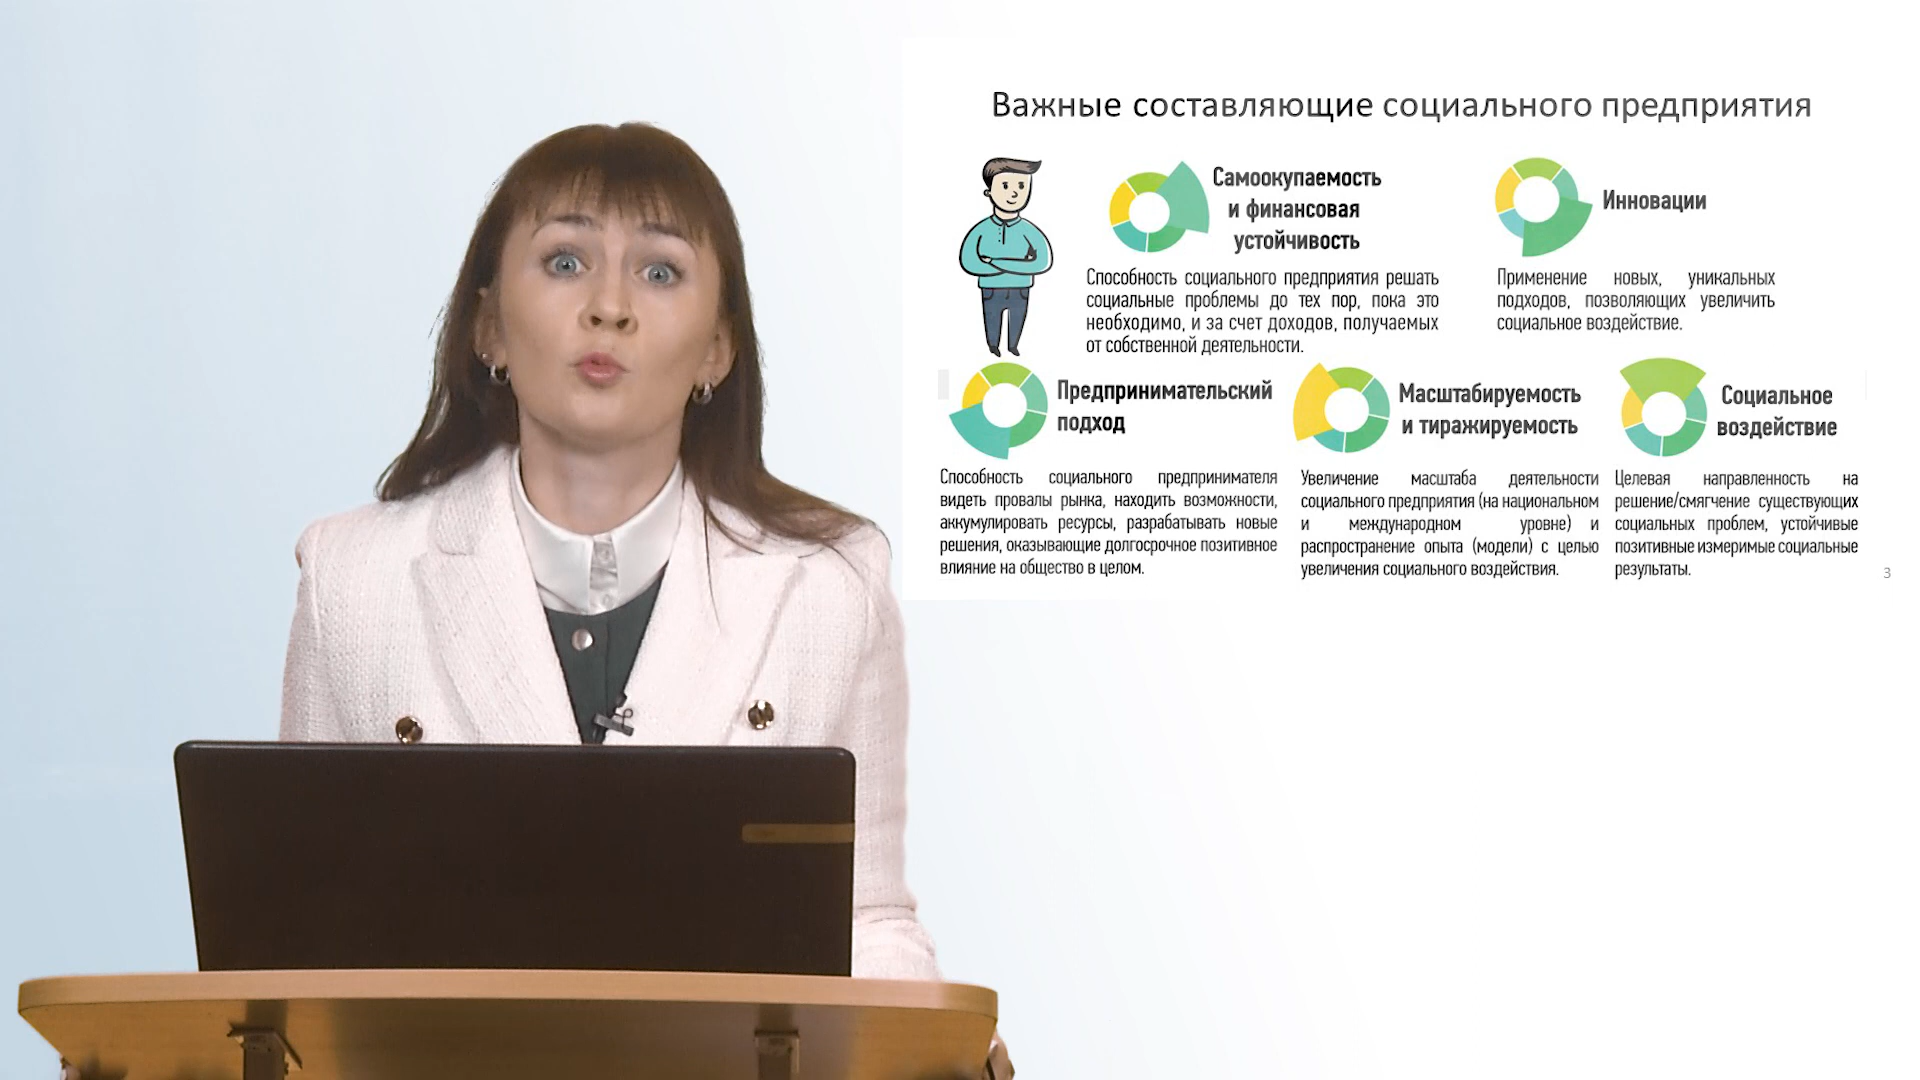 Важные составляющие социального предприятия
Самоокупаемость
и финансовая
устойчивость
Способность социального предприятия решать
социальные проблемы до тех пор, пока это
необходимо, и за счет доходов, получаемых
от собственной деятельности.
Инновации
Применение новых, уникальных
подходов, позволяющих увеличить
социальное воздействие.
Предпринимательский
подход
Способность социального предпринимателя
видеть провалы рынка, находить возможности,
аккумулировать ресурсы, разрабатывать новые
решения, оказывающие долгосрочное позитивное
влияние на общество в целом.
Масштабируемость
и тиражируемость
Увеличение масштаба деятельности
социального предприятия (на национальном
и международном уровне) и
распространение опыта (модели) с целью
увеличения социального воздействия.
Социальное
воздействие
Целевая направленность на
решение/смягчение существующих
социальных проблем, устойчивые
позитивные измеримые социальные
результаты.
3